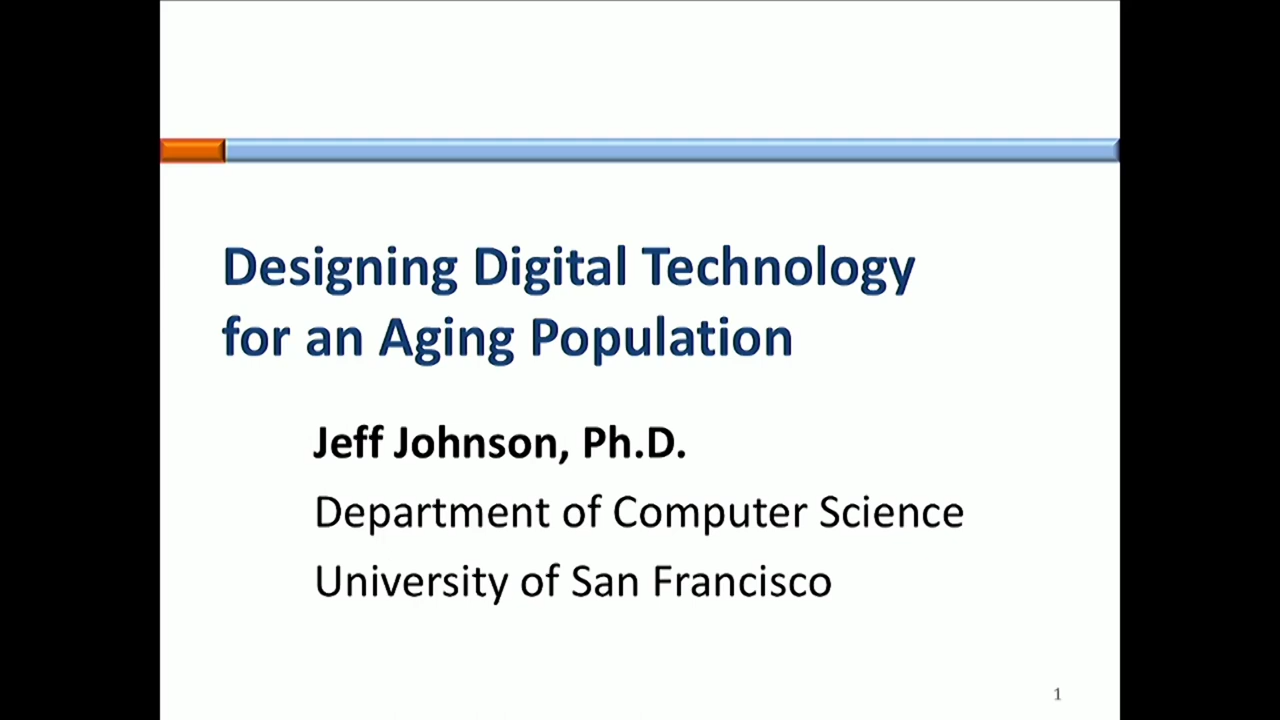 Designing Digital Technology
for an Aging Population
Jeff Johnson, Ph.D.
Department of Computer Science
University of San Francisco
1